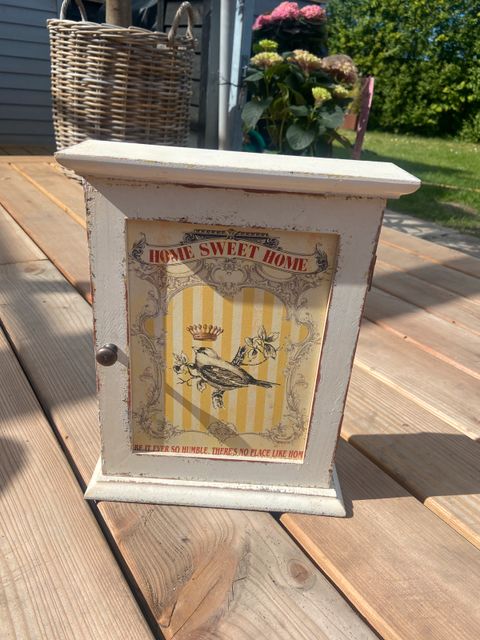 HOME SWEET HOME
BE IT EVER SO HUMBLE, THERE'S NO PLACE LIKE HOM